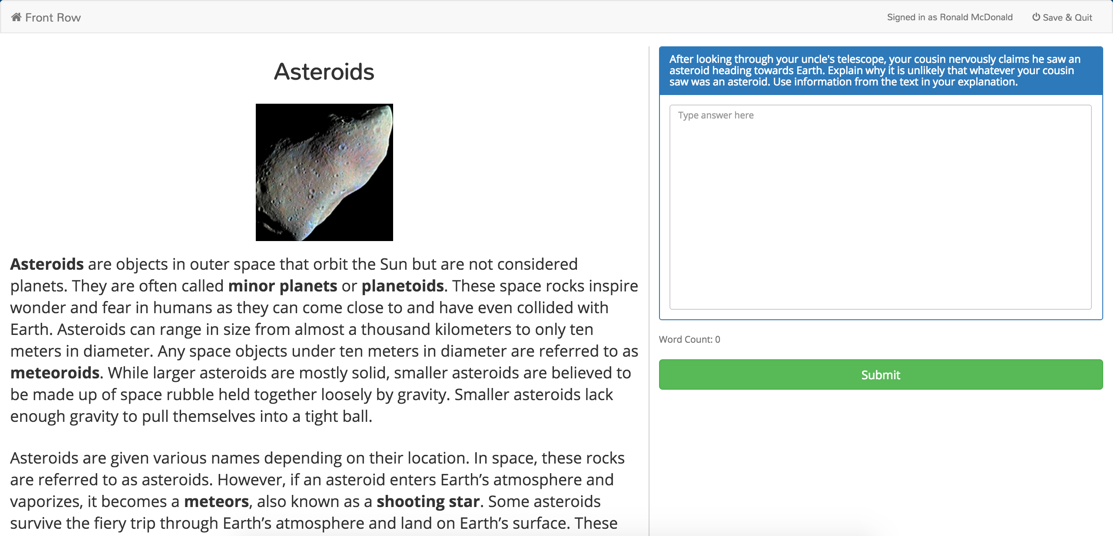 Front Row
Signed in as Ronald McDonald
Save & Quit
Asteroids
Asteroids are objects in outer space that orbit the Sun but are not considered
planets. They are often called minor planets or planetoids. These space rocks inspire
wonder and fear in humans as they can come close to and have even collided with
Earth. Asteroids can range in size from almost a thousand kilometers to only ten
meters in diameter. Any space objects under ten meters in diameter are referred to as
meteoroids. While larger asteroids are mostly solid, smaller asteroids are believed to
be made up of space rubble held together loosely by gravity. Smaller asteroids lack
enough gravity to pull themselves into a tight ball.
Asteroids are given various names depending on their location. In space, these rocks
are referred to as asteroids. However, if an asteroid enters Earth’s atmosphere and
vaporizes, it becomes a meteors, also known as a shooting star. Some asteroids
survive the fiery trip through Earth’s atmosphere and land on Earth’s surface. These
After looking through your uncle's telescope, your cousin nervously claims he saw an
asteroid heading towards Earth. Explain why it is unlikely that whatever your cousin
saw was an asteroid. Use information from the text in your explanation.
Type answer here
Word Count: 0
Submit